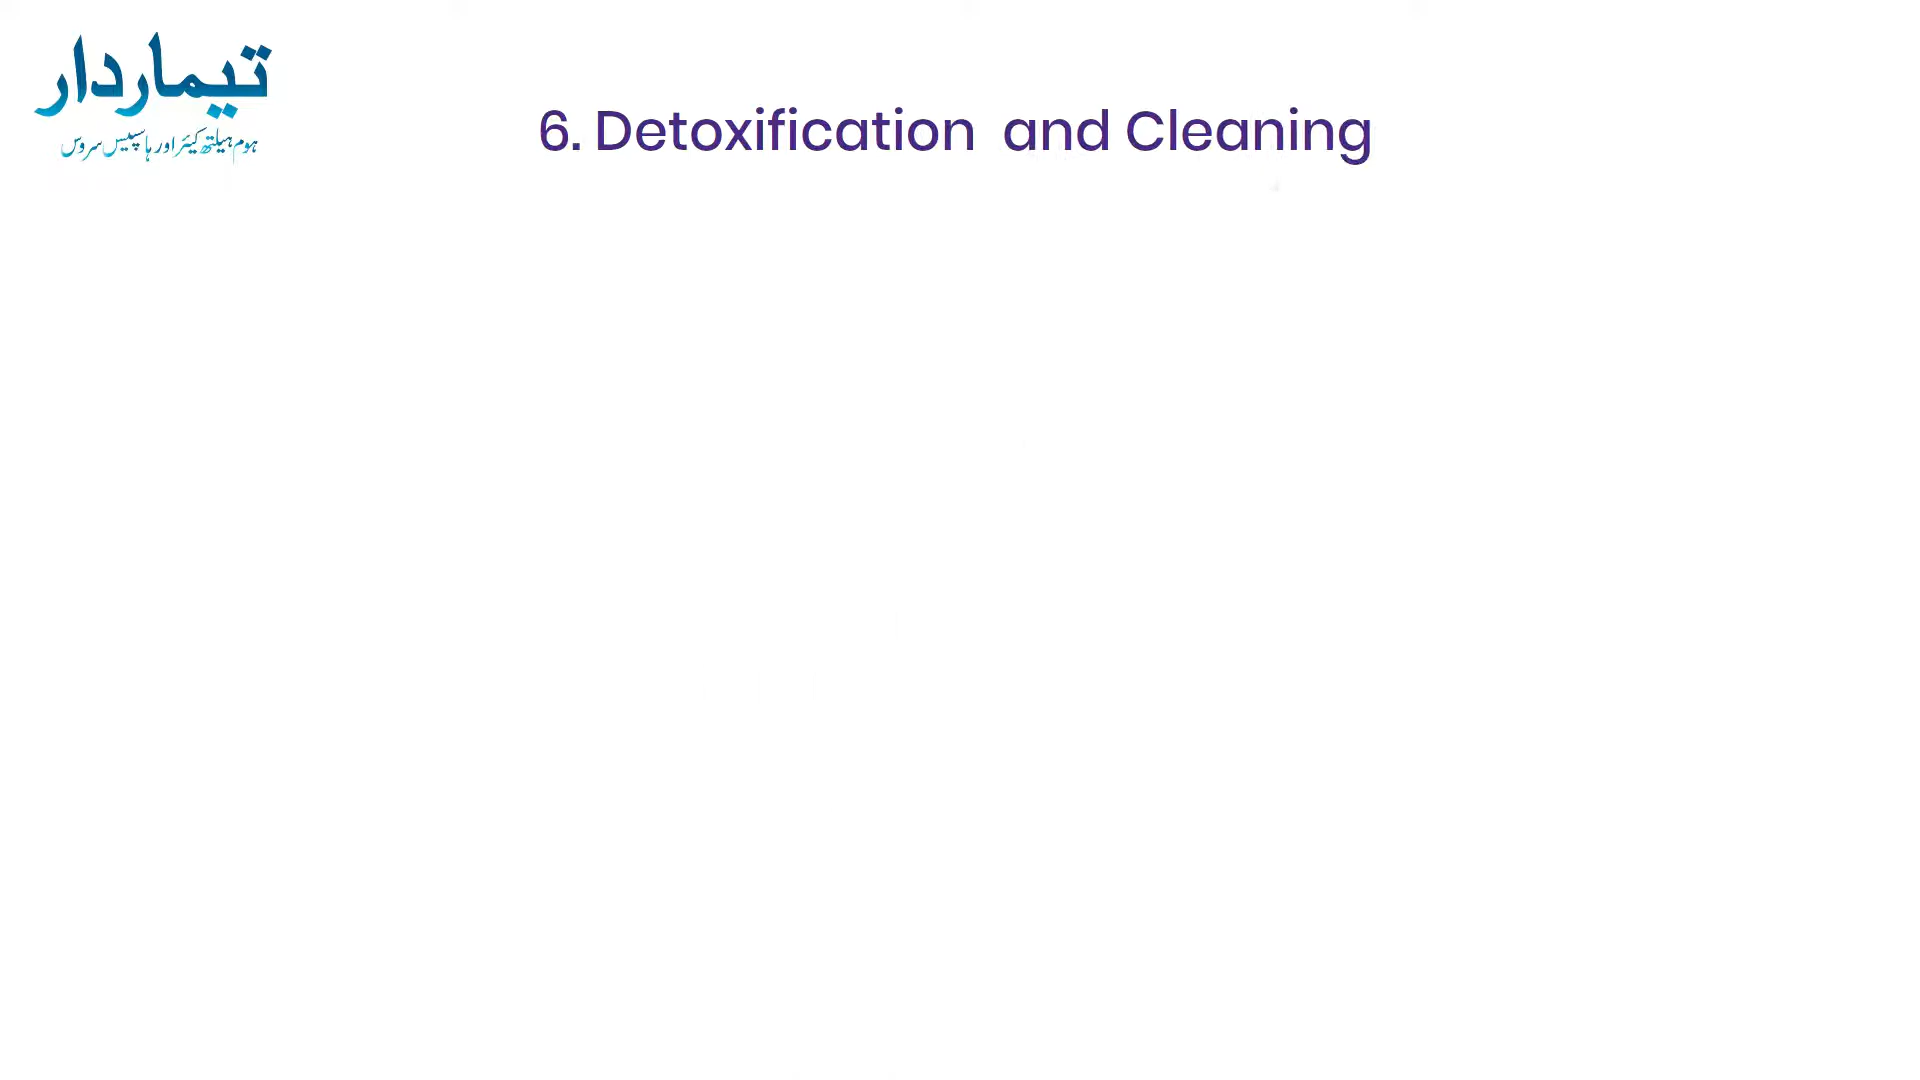 تیماردار
ہوم ہیلتھ کیئر اور ہاسپیس سروس
6. Detoxification  and Cleaning